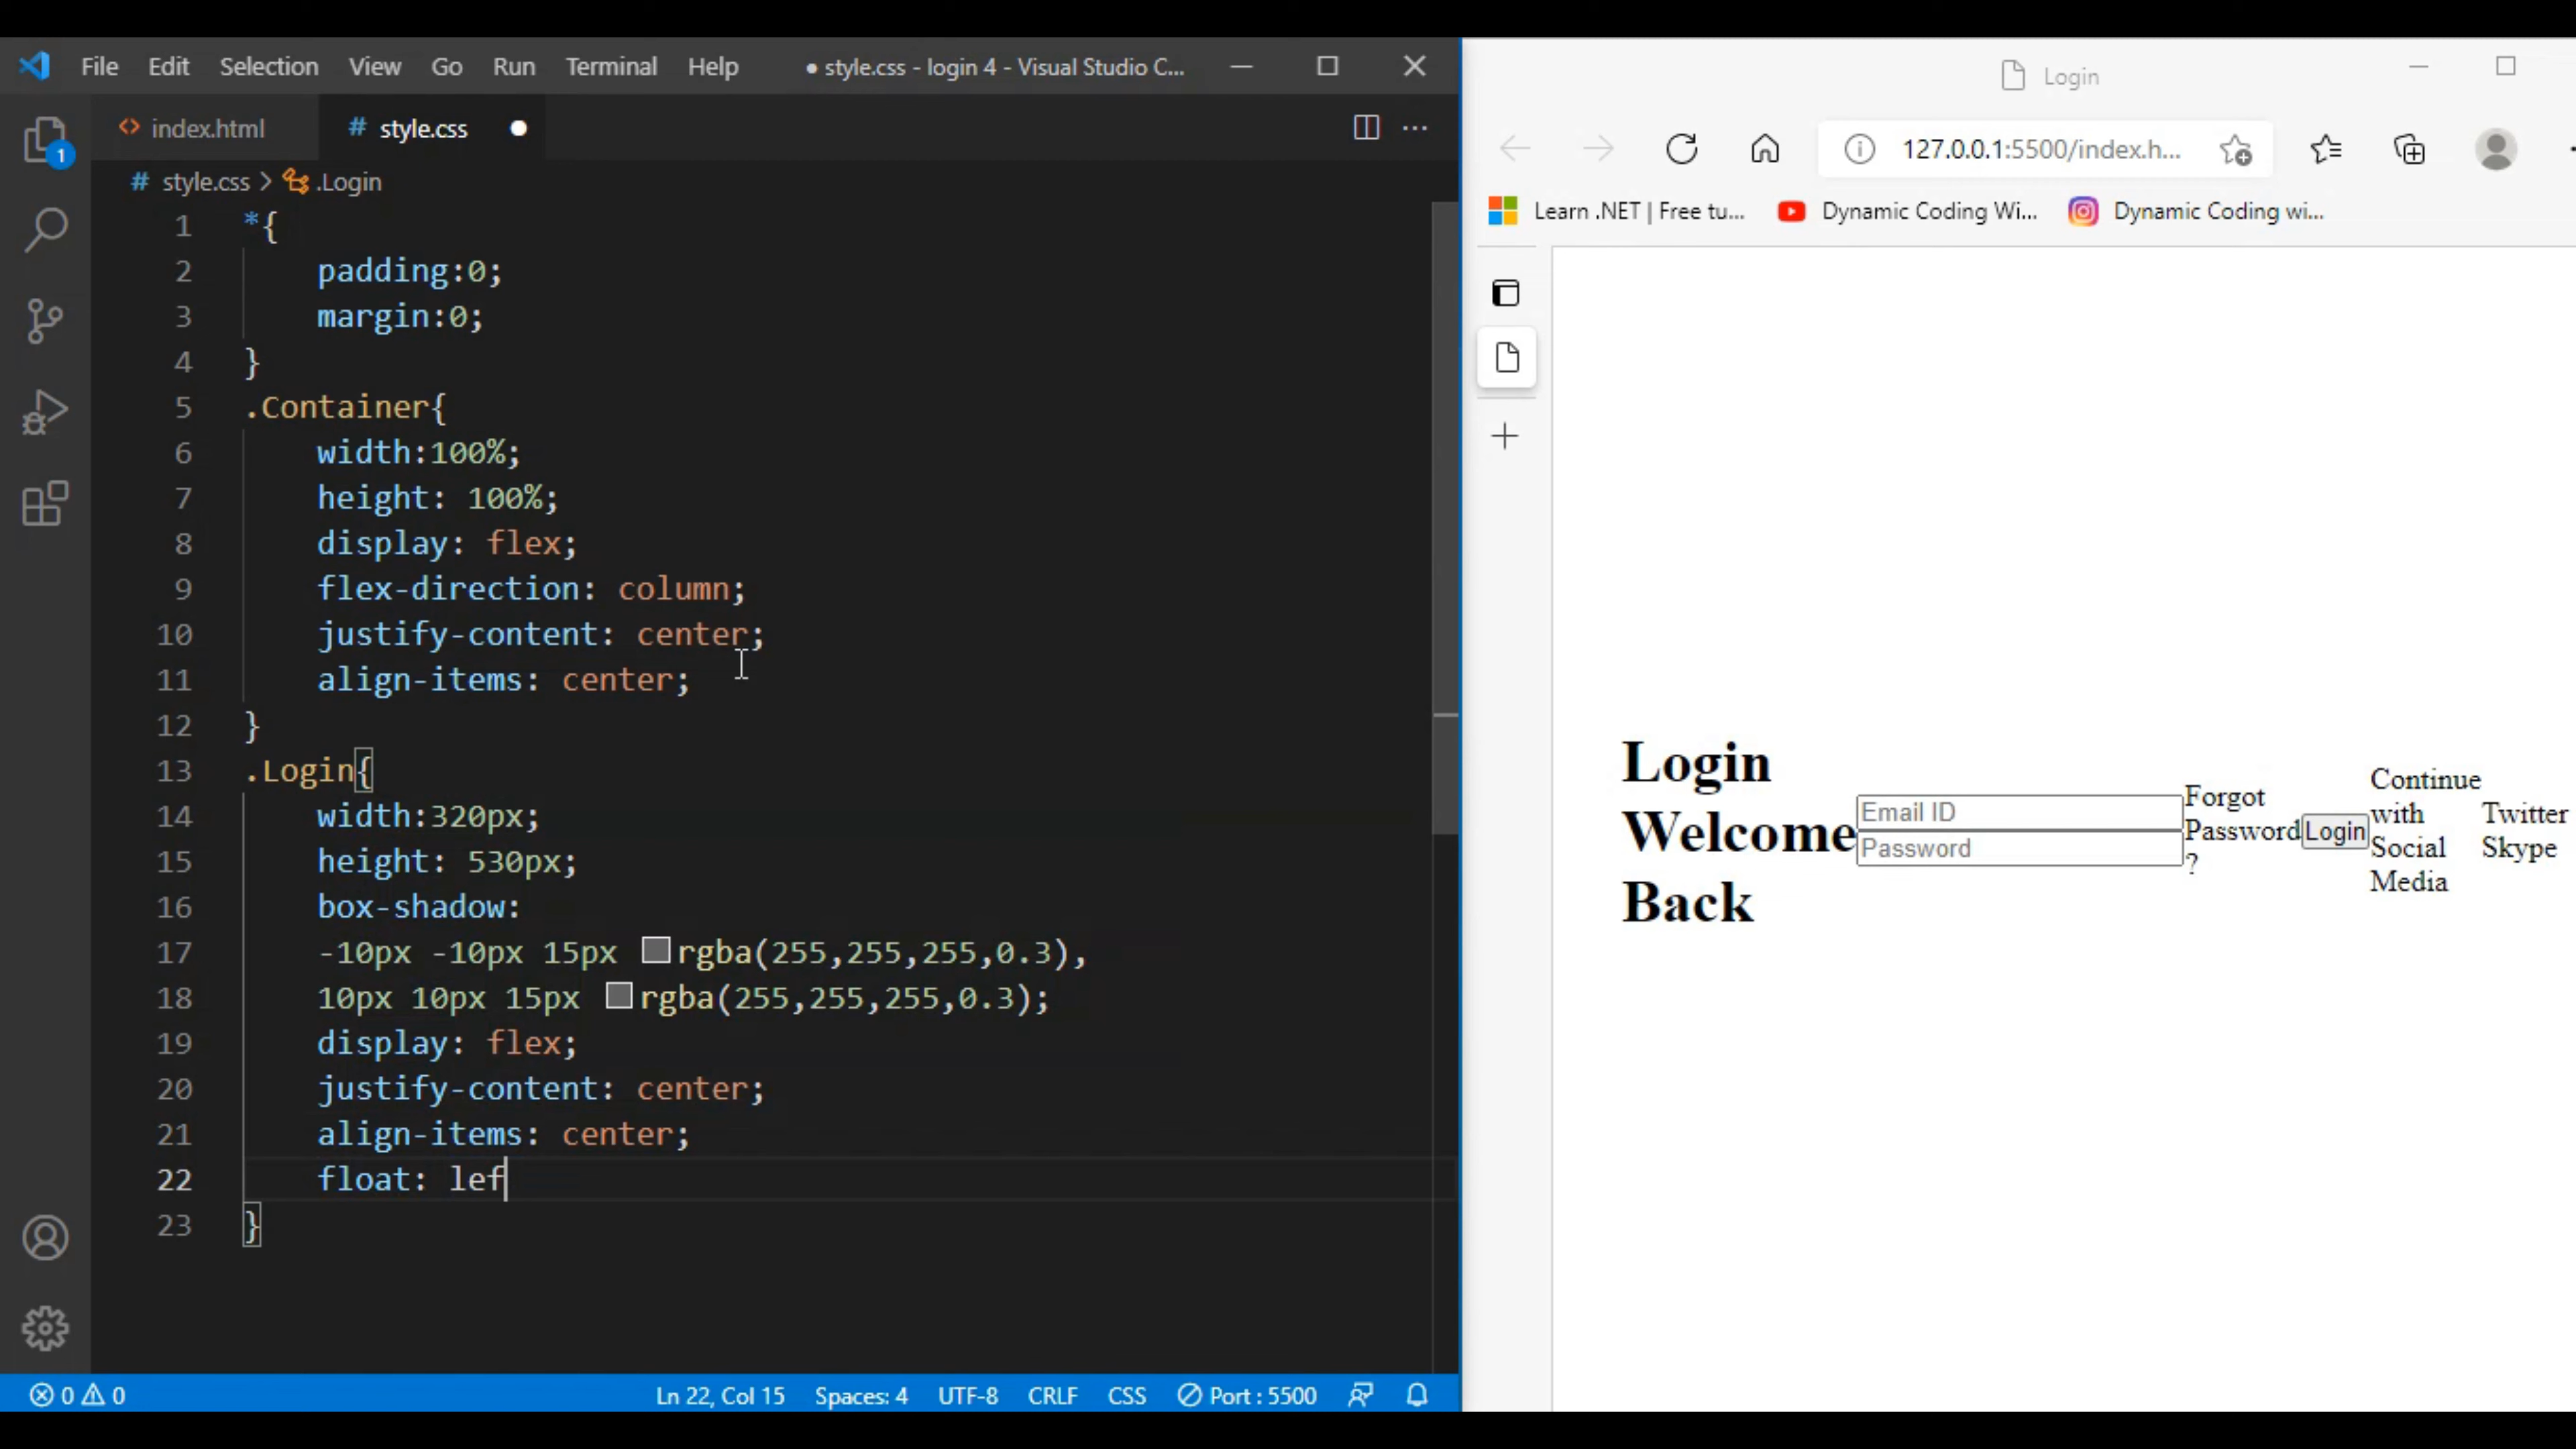 File Edit Selection View Go Run Terminal Help ● style.css - login 4 - Visual Studio C...
index.html # style.css
# style.css > .Login
1 *{
2 padding:0;
3 margin:0;
4 }
5 .Container{
6 width:100%;
7 height: 100%;
8 display: flex;
9 flex-direction: column;
10 justify-content: center;
11 align-items: center;
12 }
13 .Login{
14 width:320px;
15 height: 530px;
16 box-shadow:
17 -10px -10px 15px rgba(255,255,255,0.3),
18 10px 10px 15px rgba(255,255,255,0.3);
19 display: flex;
20 justify-content: center;
21 align-items: center;
22 float: lef
23 }
1
0 0 Ln 22, Col 15 Spaces: 4 UTF-8 CRLF CSS Port : 5500
Login
127.0.0.1:5500/index.h...
Learn .NET | Free tu... Dynamic Coding Wi... Dynamic Coding wi...
Login
Welcome
Back
Email ID
Password
Forgot
Password
?
Login
Continue
with
Social
Media
Twitter
Skype